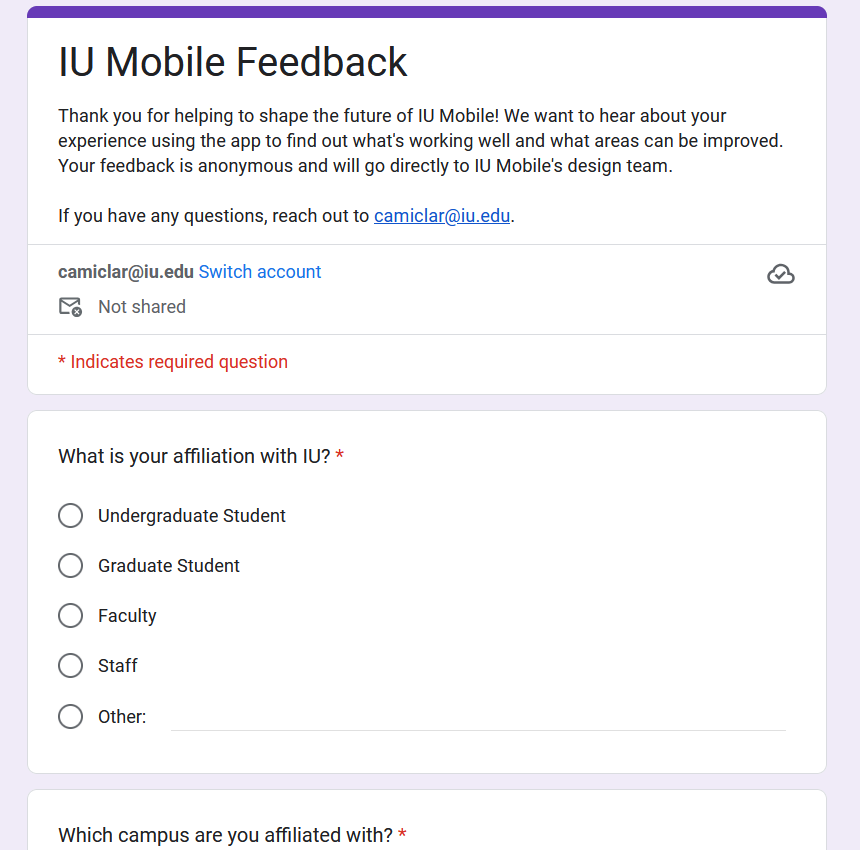 IU Mobile Feedback
Thank you for helping to shape the future of IU Mobile! We want to hear about your
experience using the app to find out what's working well and what areas can be improved.
Your feedback is anonymous and will go directly to IU Mobile's design team.
If you have any questions, reach out to camiclar@iu.edu.
camiclar@iu.edu Switch account
Not shared
* Indicates required question
What is your affiliation with IU? *
Undergraduate Student
Graduate Student
Faculty
Staff
Other:
Which campus are you affiliated with? *